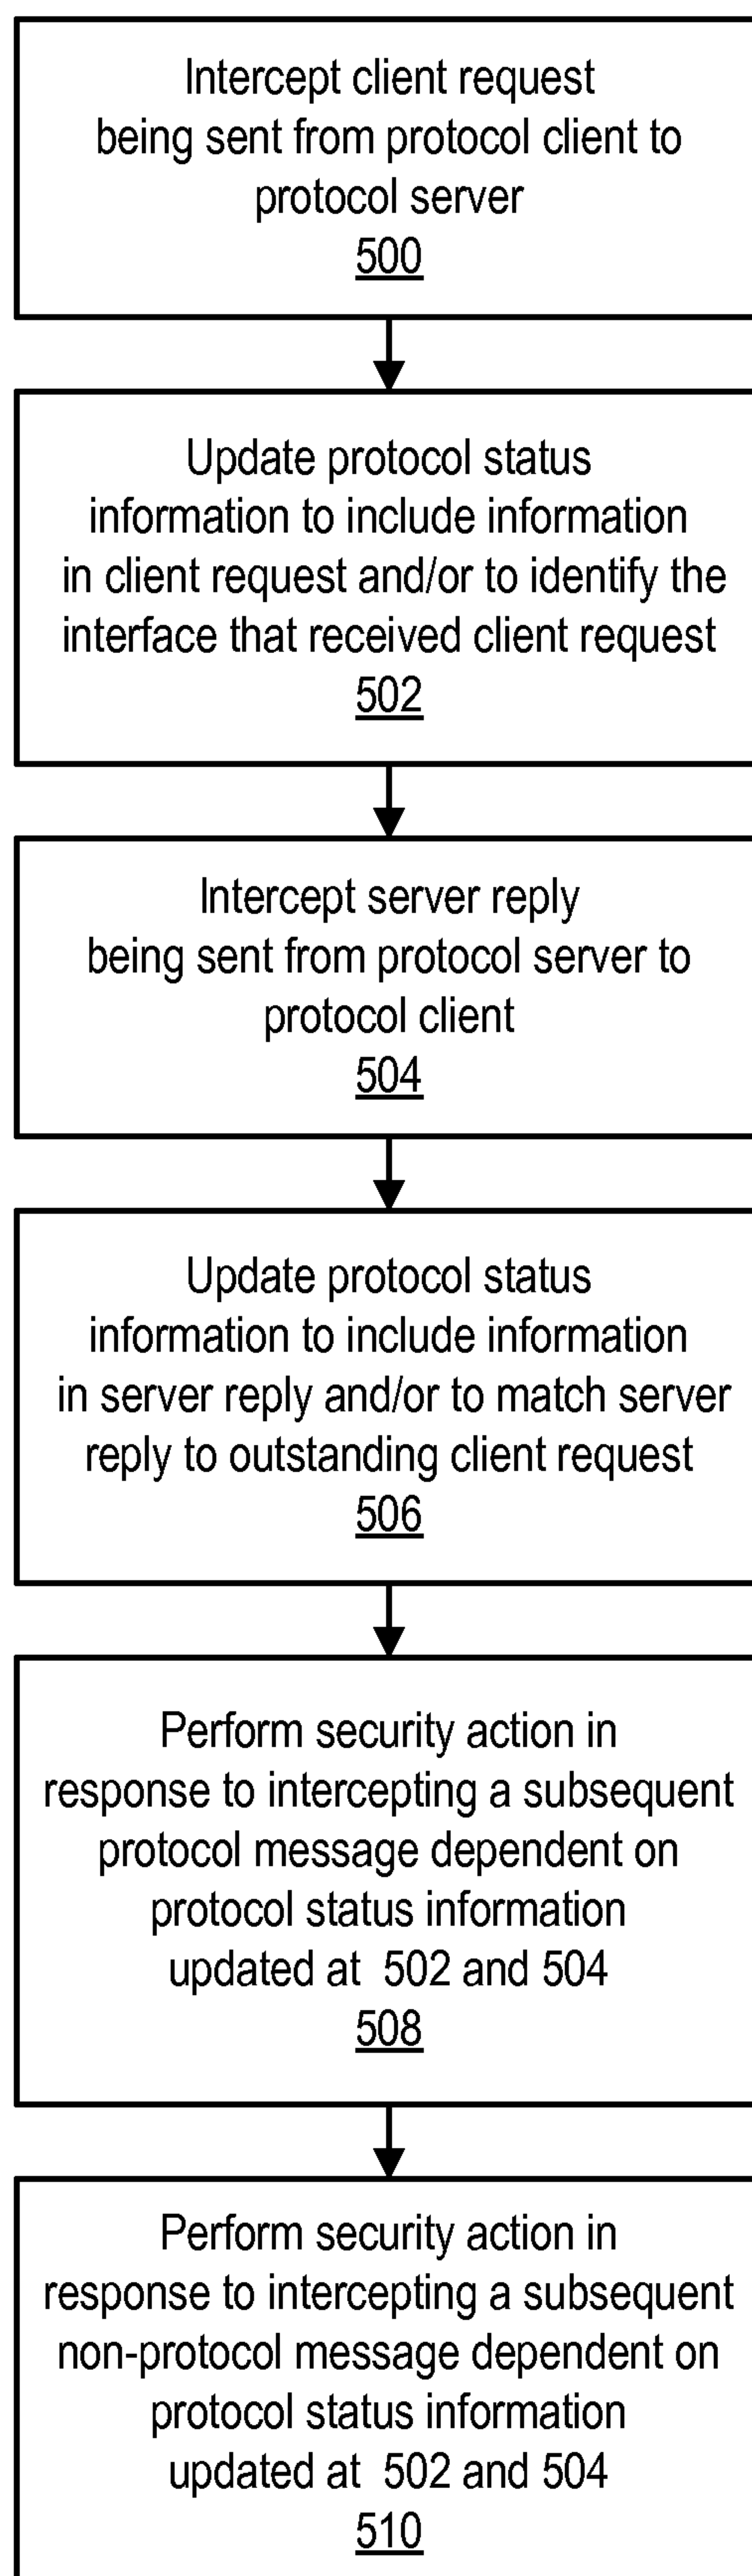 Intercept client request
being sent from protocol client to
protocol server
500
Update protocol status
information to include information
in client request and/or to identify the
interface that received client request
502
Intercept server reply
being sent from protocol server to
protocol client
504
Update protocol status
information to include information
in server reply and/or to match server
reply to outstanding client request
506
Perform security action in
response to intercepting a subsequent
protocol message dependent on
protocol status information
updated at 502 and 504
508
Perform security action in
response to intercepting a subsequent
non-protocol message dependent on
protocol status information
updated at 502 and 504
510